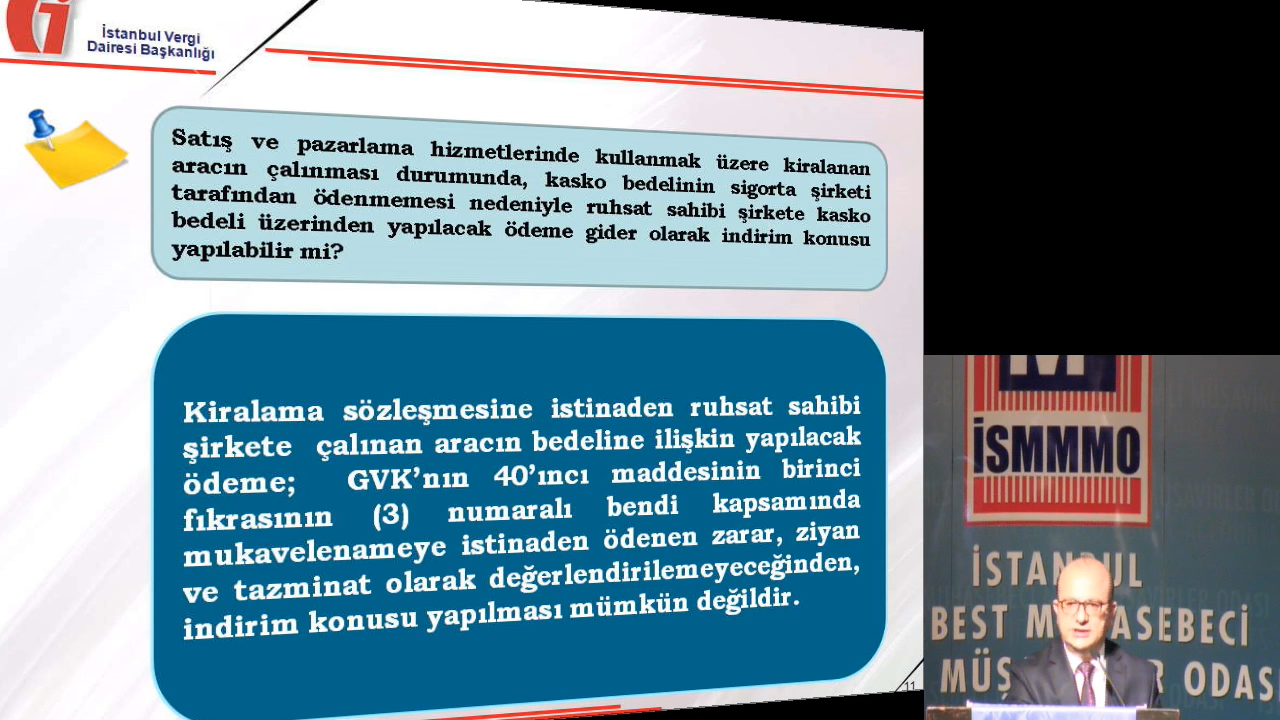 İstanbul Vergi
Dairesi Başkanlığı
Satış ve pazarlama hizmetlerinde kullanmak üzere kiralanan
aracın çalınması durumunda, kasko bedelinin sigorta şirketi
tarafından ödenmemesi nedeniyle ruhsat sahibi şirkete kasko
bedeli üzerinden yapılacak ödeme gider olarak indirim konusu
yapılabilir mi?
Kiralama sözleşmesine istinaden ruhsat sahibi
şirkete çalınan aracın bedeline ilişkin yapılacak
ödeme; GVK’nın 40’ıncı maddesinin birinci
fıkrasının (3) numaralı bendi kapsamında
mukavelenameye istinaden ödenen zarar, ziyan
ve tazminat olarak değerlendirilemeyeceğinden,
indirim konusu yapılması mümkün değildir.
11
M
İSMMMO
İSTANBUL
BEST M ASEBECİ
MÜŞ R ODAS